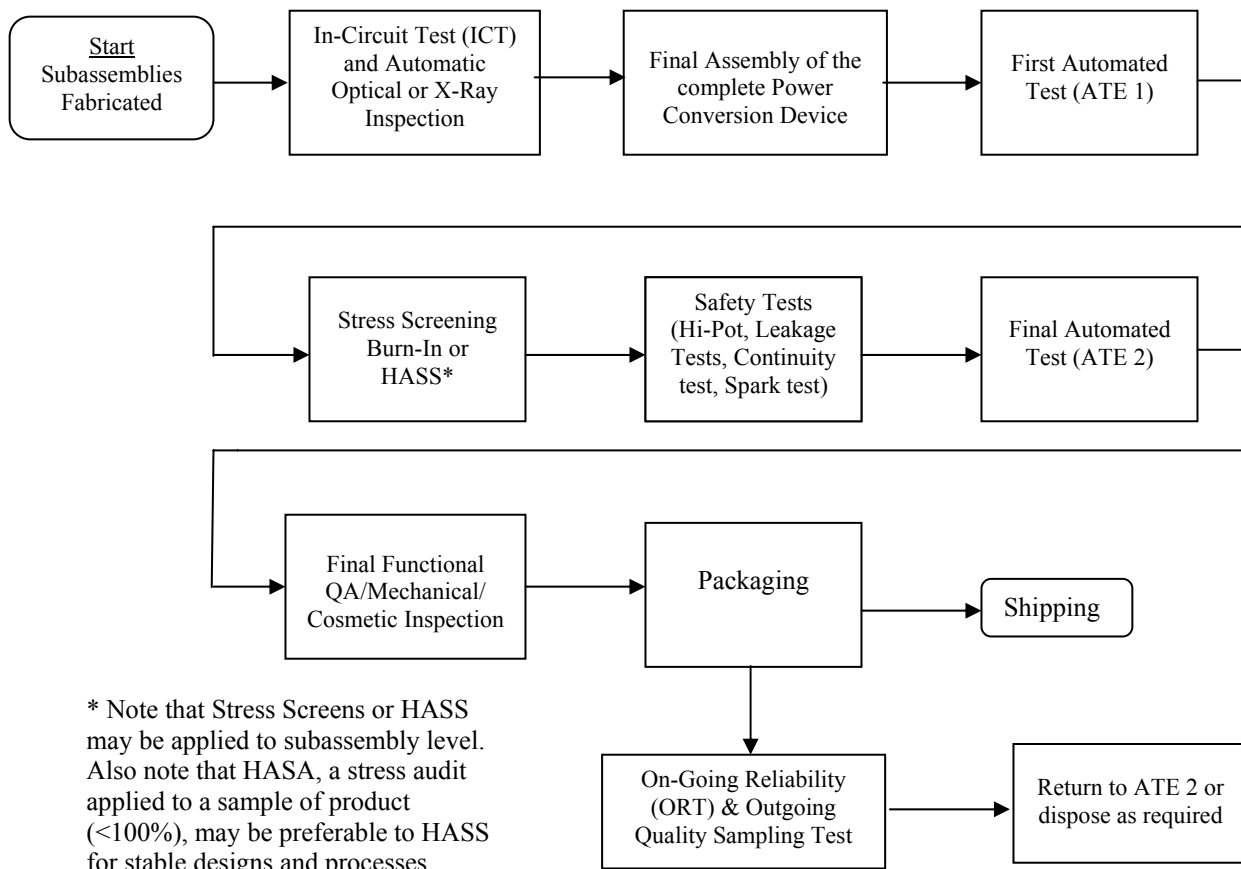 Start
Subassemblies
Fabricated
In-Circuit Test (ICT)
and Automatic
Optical or X-Ray
Inspection
Final Assembly of the
complete Power
Conversion Device
First Automated
Test (ATE 1)
Stress Screening
Burn-In or
HASS*
Safety Tests
(Hi-Pot, Leakage
Tests, Continuity
test, Spark test)
Final Automated
Test (ATE 2)
Final Functional
QA/Mechanical/
Cosmetic Inspection
Packaging
Shipping
* Note that Stress Screens or HASS
may be applied to subassembly level.
Also note that HASA, a stress audit
applied to a sample of product
(<100%), may be preferable to HASS
for stable designs and processes
On-Going Reliability
(ORT) & Outgoing
Quality Sampling Test
Return to ATE 2 or
dispose as required